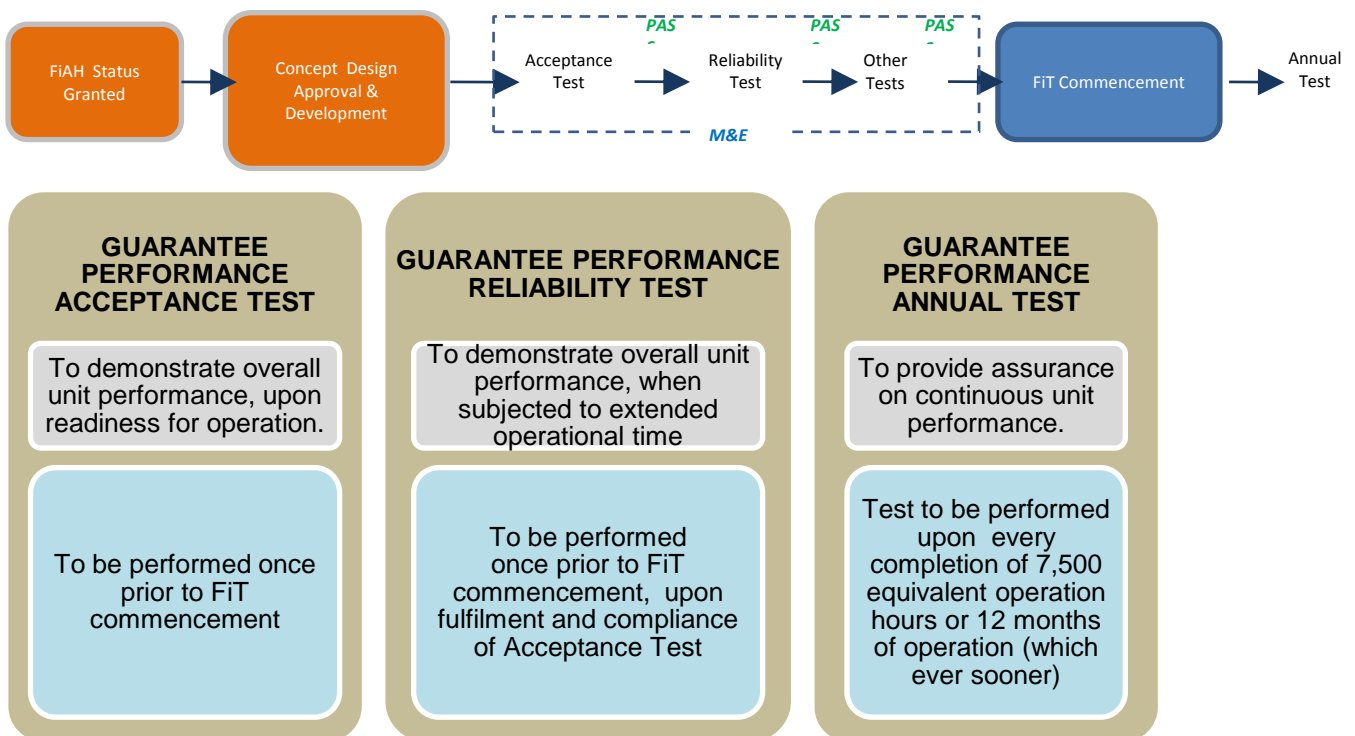 PAS PAS PAS
FiAH Status
Granted
Concept Design
Approval &
Development
Acceptance
Test
Reliability
Test
Other
Tests
M&E
FiT Commencement
Annual
Test
GUARANTEE
PERFORMANCE
ACCEPTANCE TEST
To demonstrate overall
unit performance, upon
readiness for operation.
To be performed once
prior to FiT
commencement
GUARANTEE PERFORMANCE
RELIABILITY TEST
To demonstrate overall unit
performance, when
subjected to extended
operational time
To be performed
once prior to FiT
commencement, upon
fulfilment and compliance
of Acceptance Test
GUARANTEE
PERFORMANCE
ANNUAL TEST
To provide assurance
on continuous unit
performance.
Test to be performed
upon every
completion of 7,500
equivalent operation
hours or 12 months
of operation (which
ever sooner)